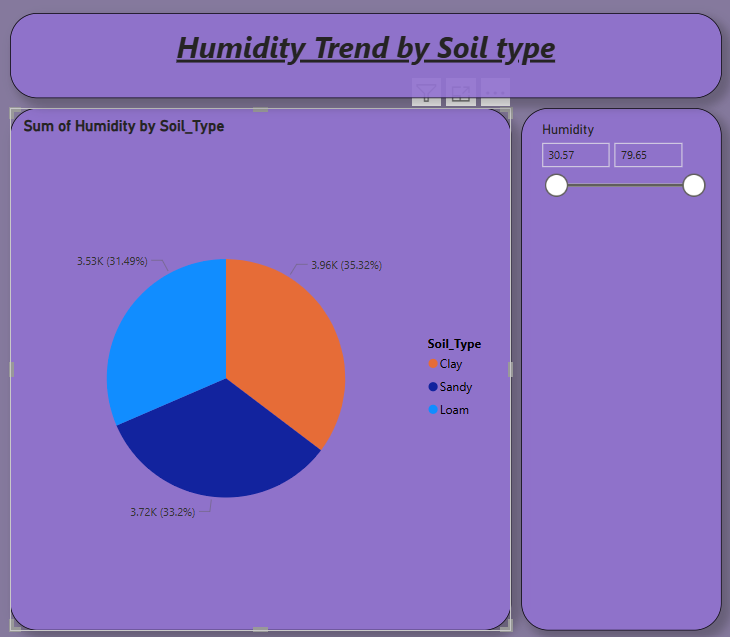 Humidity Trend by Soil type
Sum of Humidity by Soil_Type
3.53K (31.49%)
3.96K (35.32%)
3.72K (33.2%)
Soil_Type
Clay
Sandy
Loam
Humidity
30.57
79.65